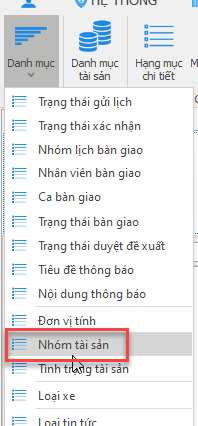 HỆ THỐNG
Danh mục
Danh mục
tài sản
Hạng mục
chi tiết
Trạng thái gửi lịch
Trạng thái xác nhận
Nhóm lịch bàn giao
Nhân viên bàn giao
Ca bàn giao
Trạng thái bàn giao
Trạng thái duyệt đề xuất
Tiêu đề thông báo
Nội dung thông báo
Đơn vị tính
Nhóm tài sản
Tình trạng tài sản
Loại xe
Loại tin tức